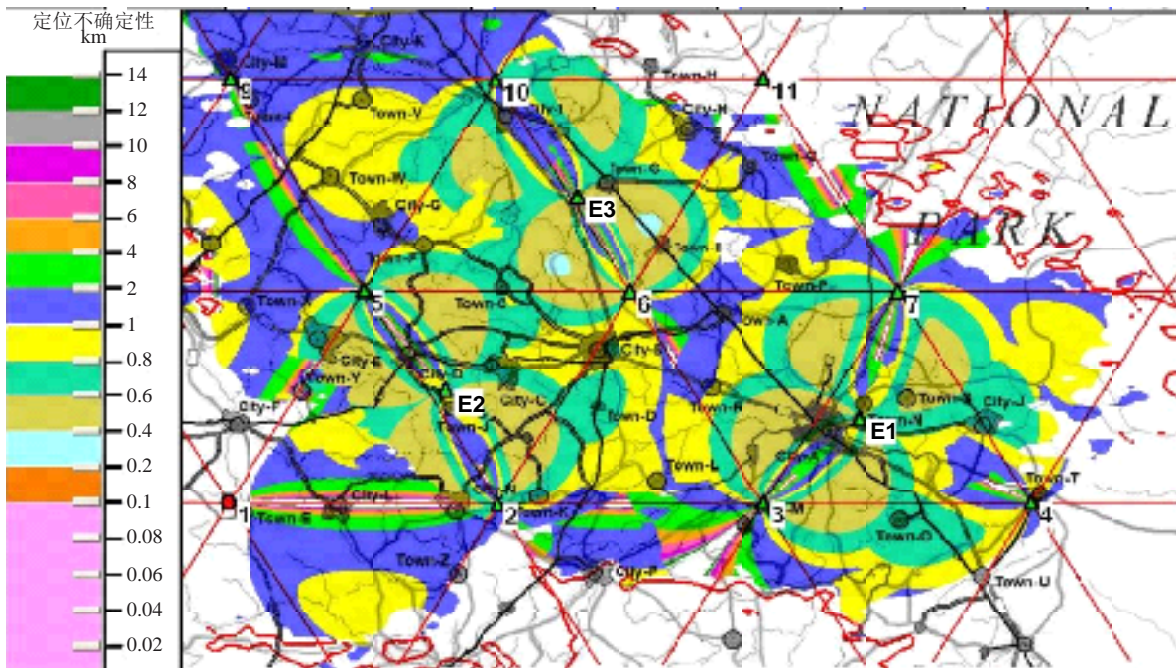 定位不确定性
km
14
12
10
8
6
4
2
1
0.8
0.6
0.4
0.2
0.1
0.08
0.06
0.04
0.02
City-K
City-M
9
10
11
Town-H
Town-V
City-I
City-H
NATIONAL
Town-G
Town-W
City-G
E3
PARK
5
6
7
Town-X
Town-A
City-E
City-B
Town-Y
City-D
City-F
E2
City-C
Town-D
City-J
E1
Town-J
Town-L
City-L
Town-T
1
2
Town-K
3
4
Town-O
Town-Z
City-P
Town-U